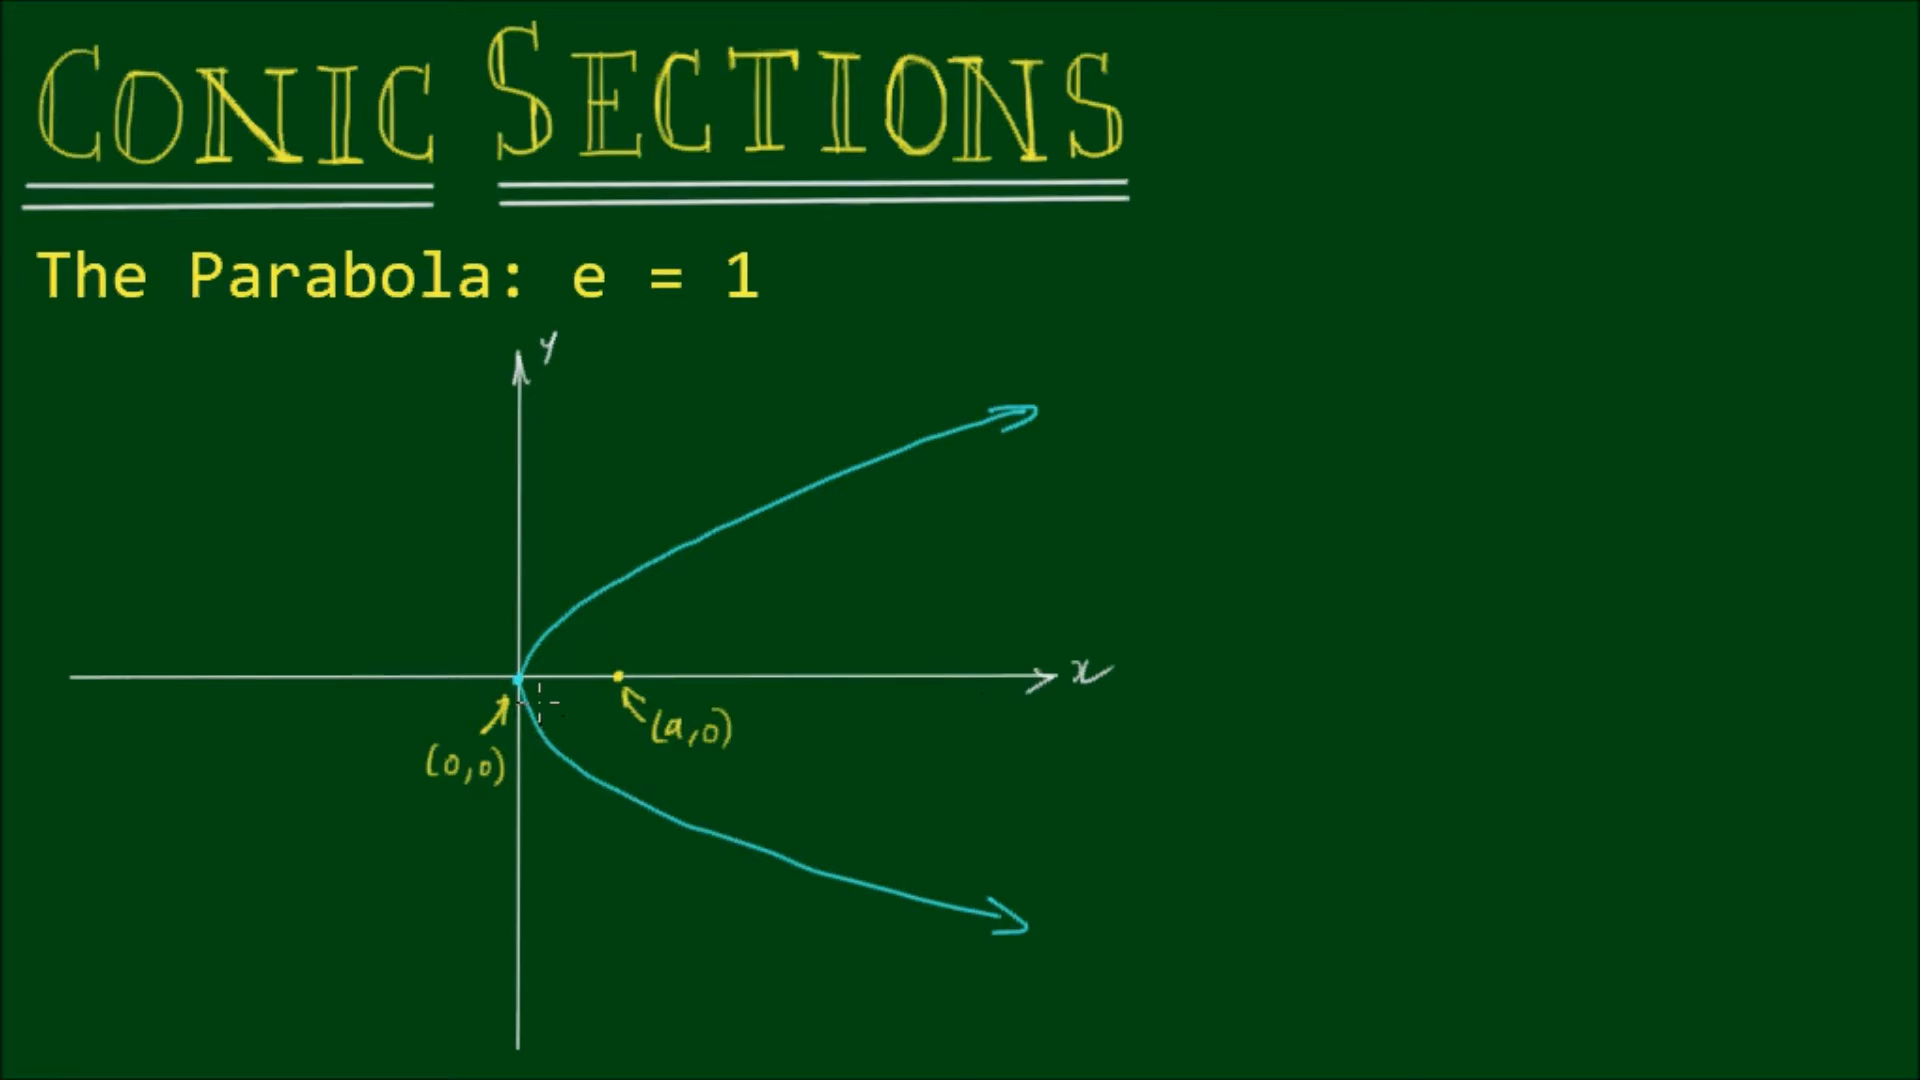 CONIC SECTIONS
The Parabola: e = 1
y
x
(a,0)
(0,0)